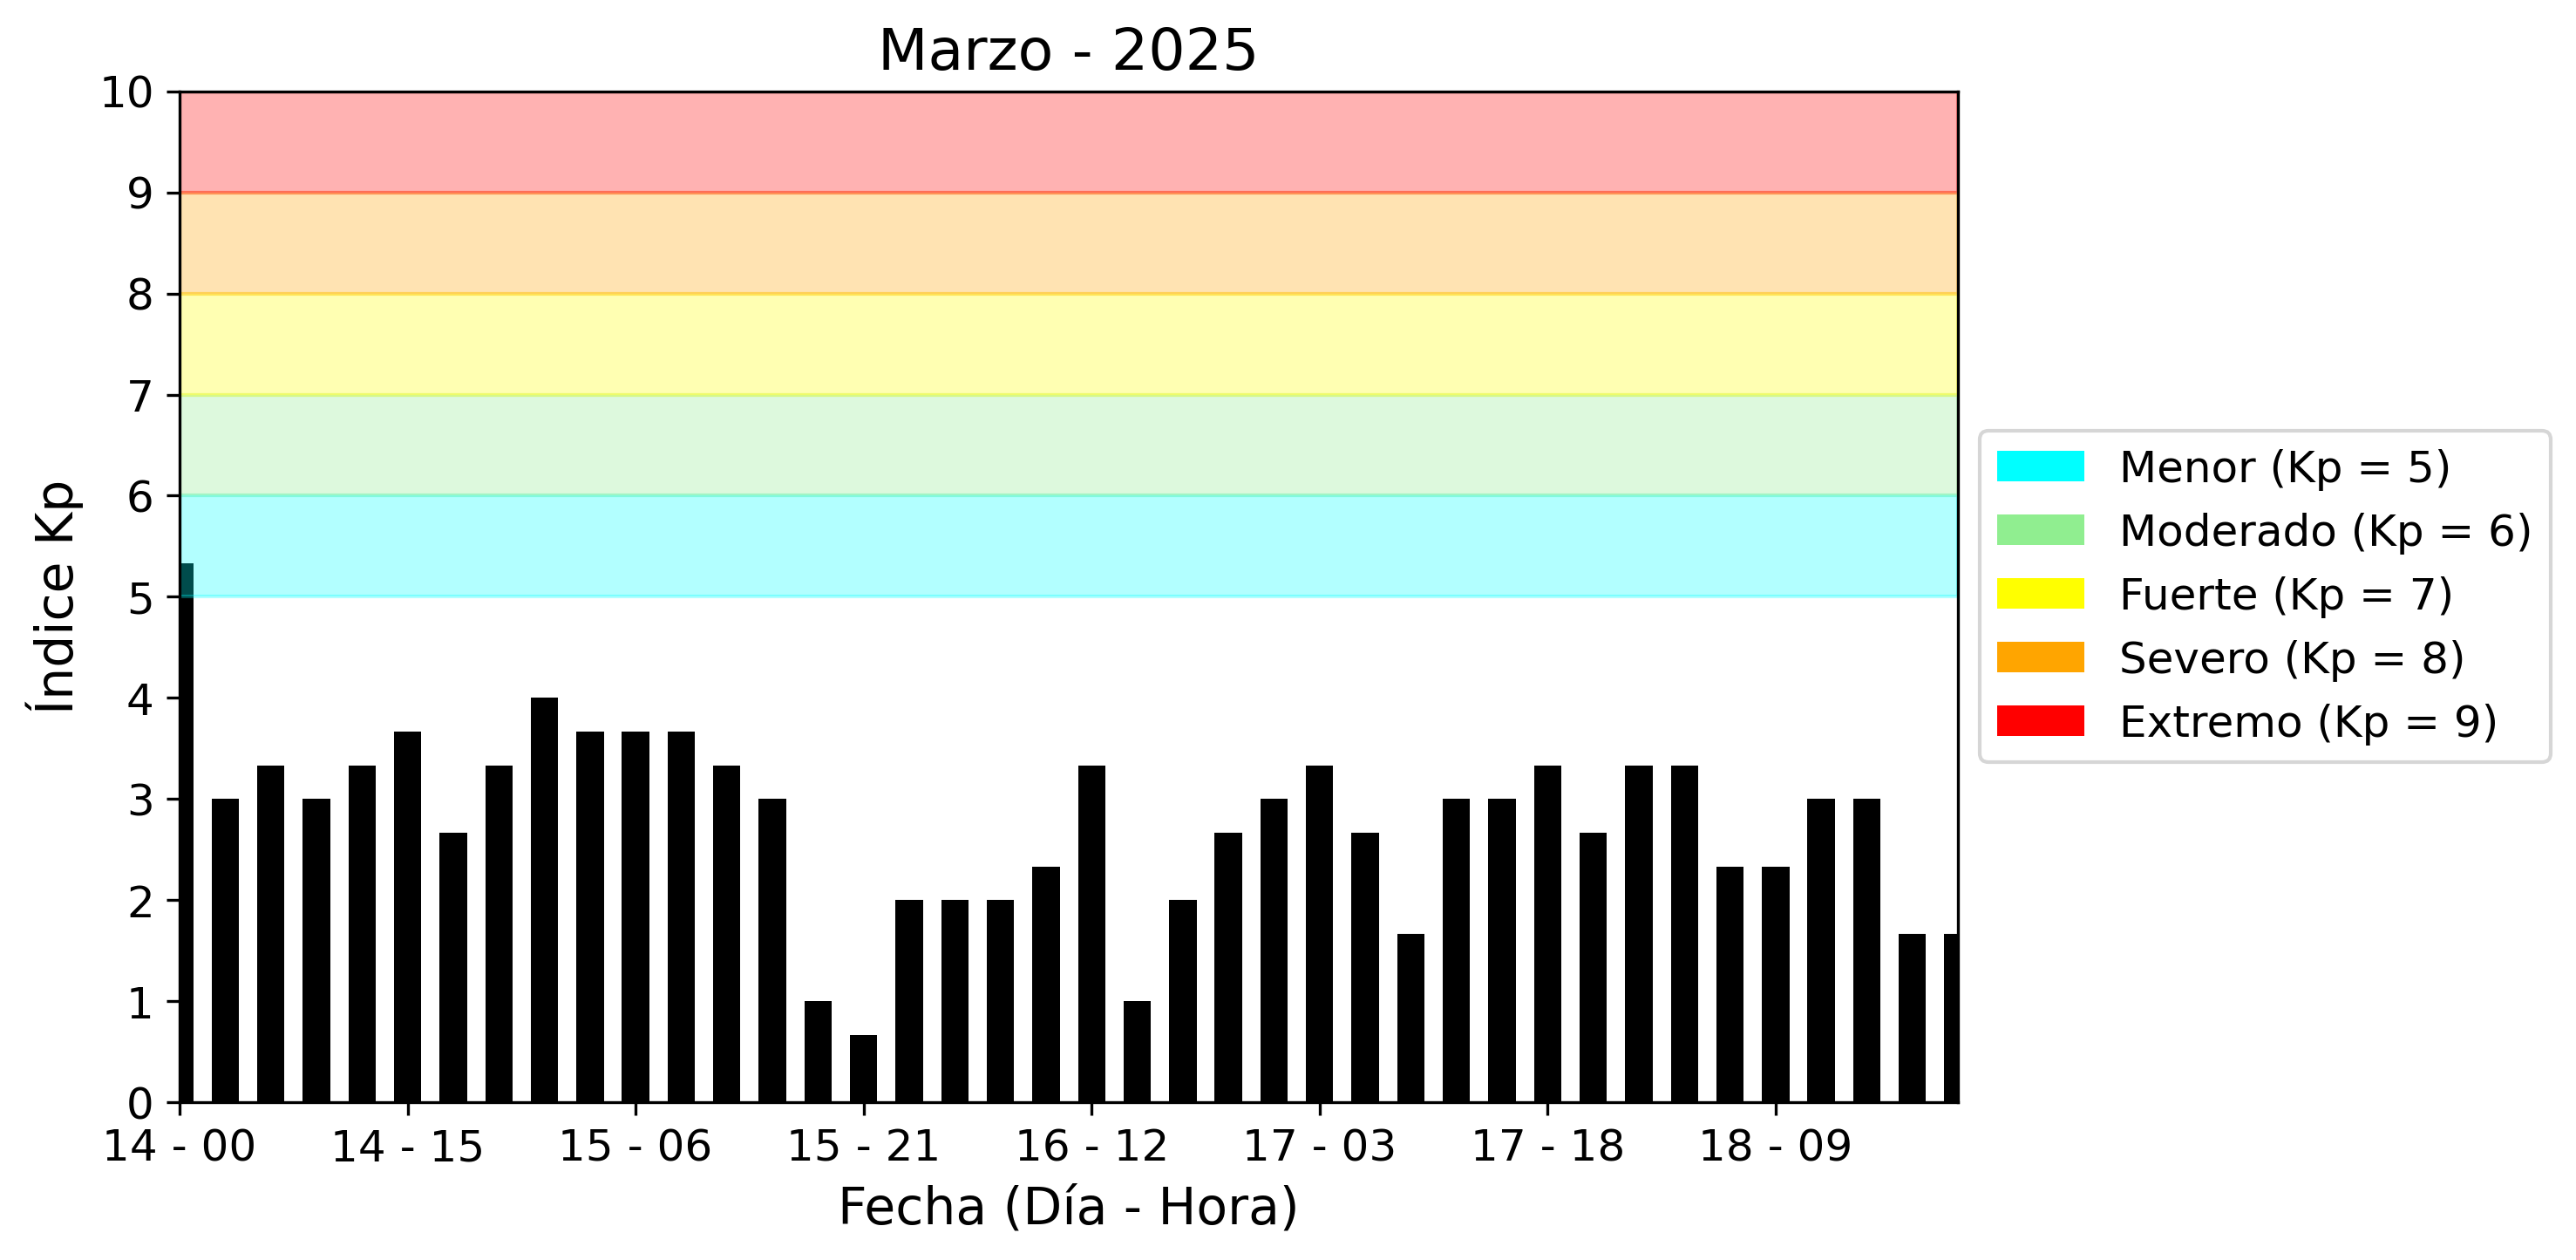 Marzo - 2025
10
9
8
7
6
5
4
3
2
1
0
Índice Kp
14 - 00
14 - 15
15 - 06
15 - 21
16 - 12
17 - 03
17 - 18
18 - 09
Fecha (Día - Hora)
Menor (Kp = 5)
Moderado (Kp = 6)
Fuerte (Kp = 7)
Severo (Kp = 8)
Extremo (Kp = 9)